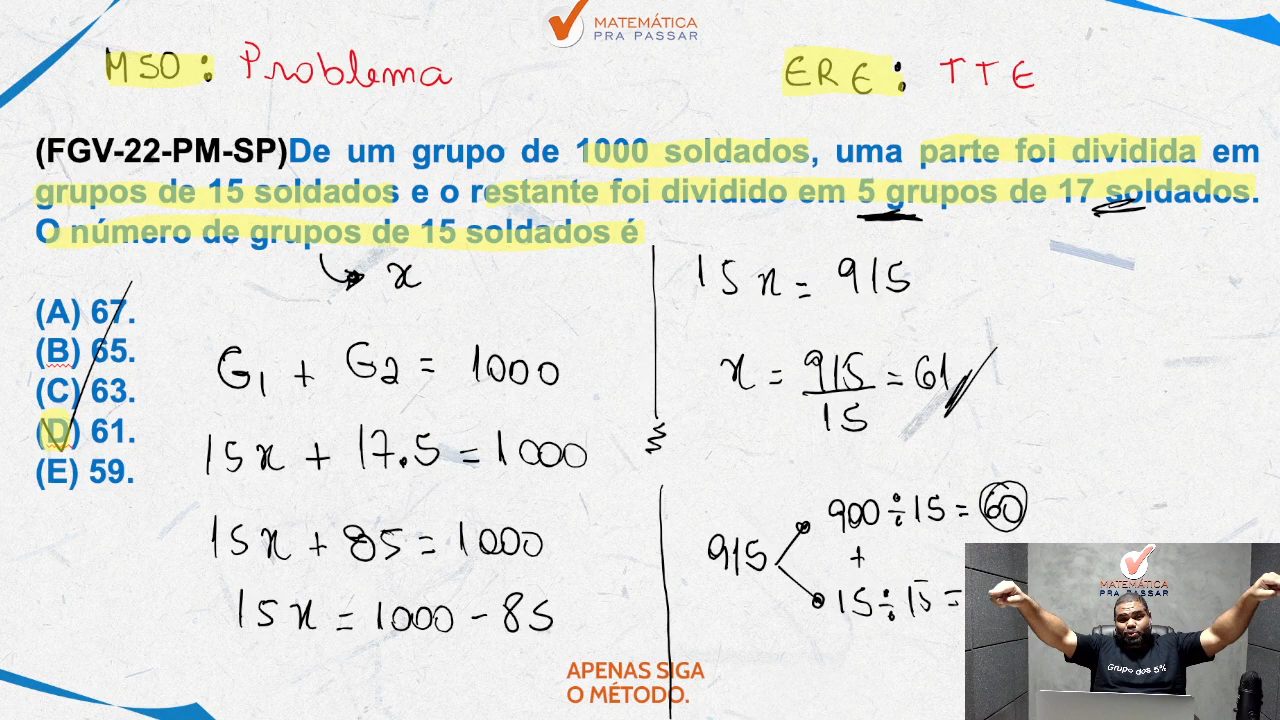 MATEMÁTICA
PRA PASSAR
MSO: Problema
ERE: TTE
(FGV-22-PM-SP)De um grupo de 1000 soldados, uma parte foi dividida em
grupos de 15 soldados e o restante foi dividido em 5 grupos de 17 soldados.
O número de grupos de 15 soldados é
x
(A) 67.
(B) 65.
(C) 63.
(D) 61.
(E) 59.
G1 + G2 = 1000
15x + 17.5 = 1000
15x + 85 = 1000
15x = 1000 - 85
15x = 915
x = 915/15 = 61
915
900 ÷ 15 = 60
+
15 ÷ 15 =
MATEMÁTICA
PRA PASSAR
Grupo dos 5%
APENAS SIGA
O MÉTODO.